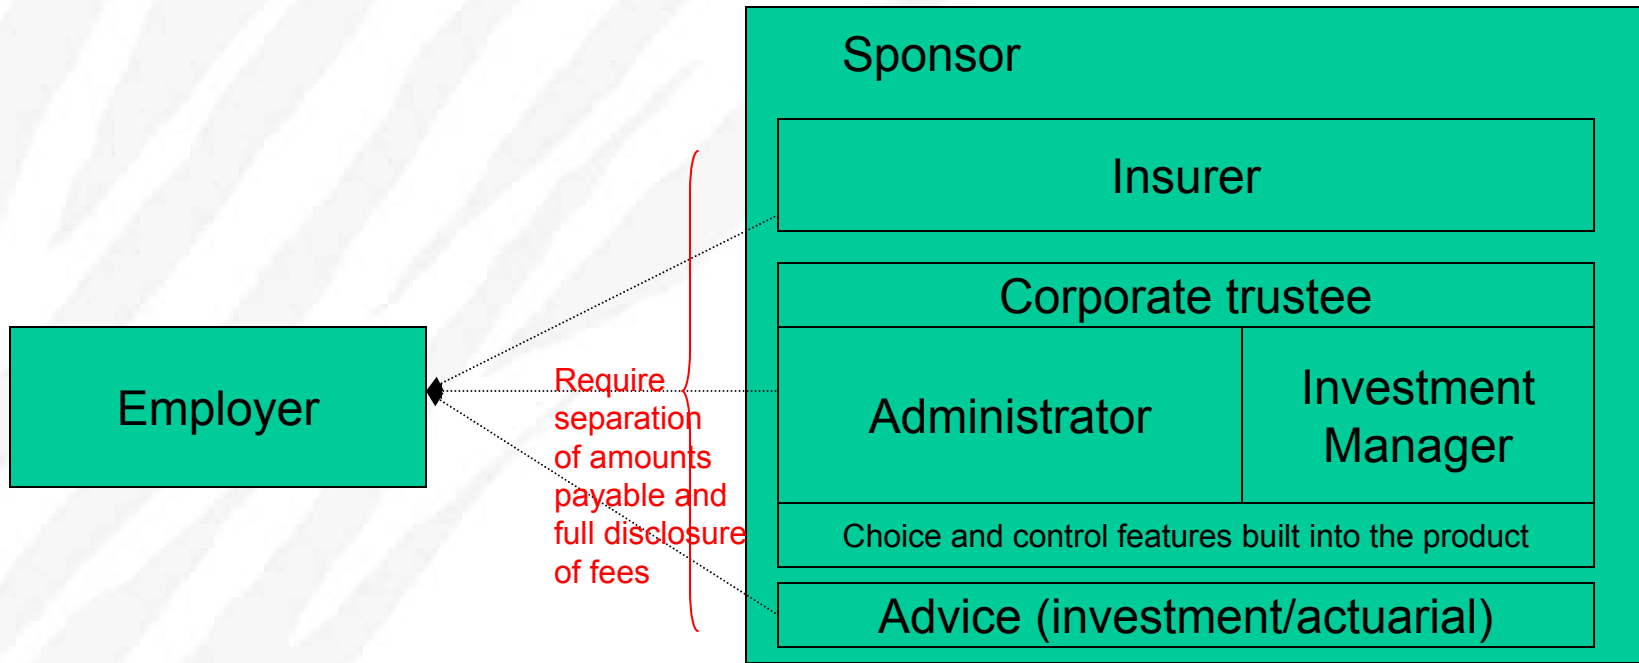 Sponsor
Insurer
Corporate trustee
Employer
Require
separation
of amounts
payable and
full disclosure
of fees
Administrator
Investment
Manager
Choice and control features built into the product
Advice (investment/actuarial)